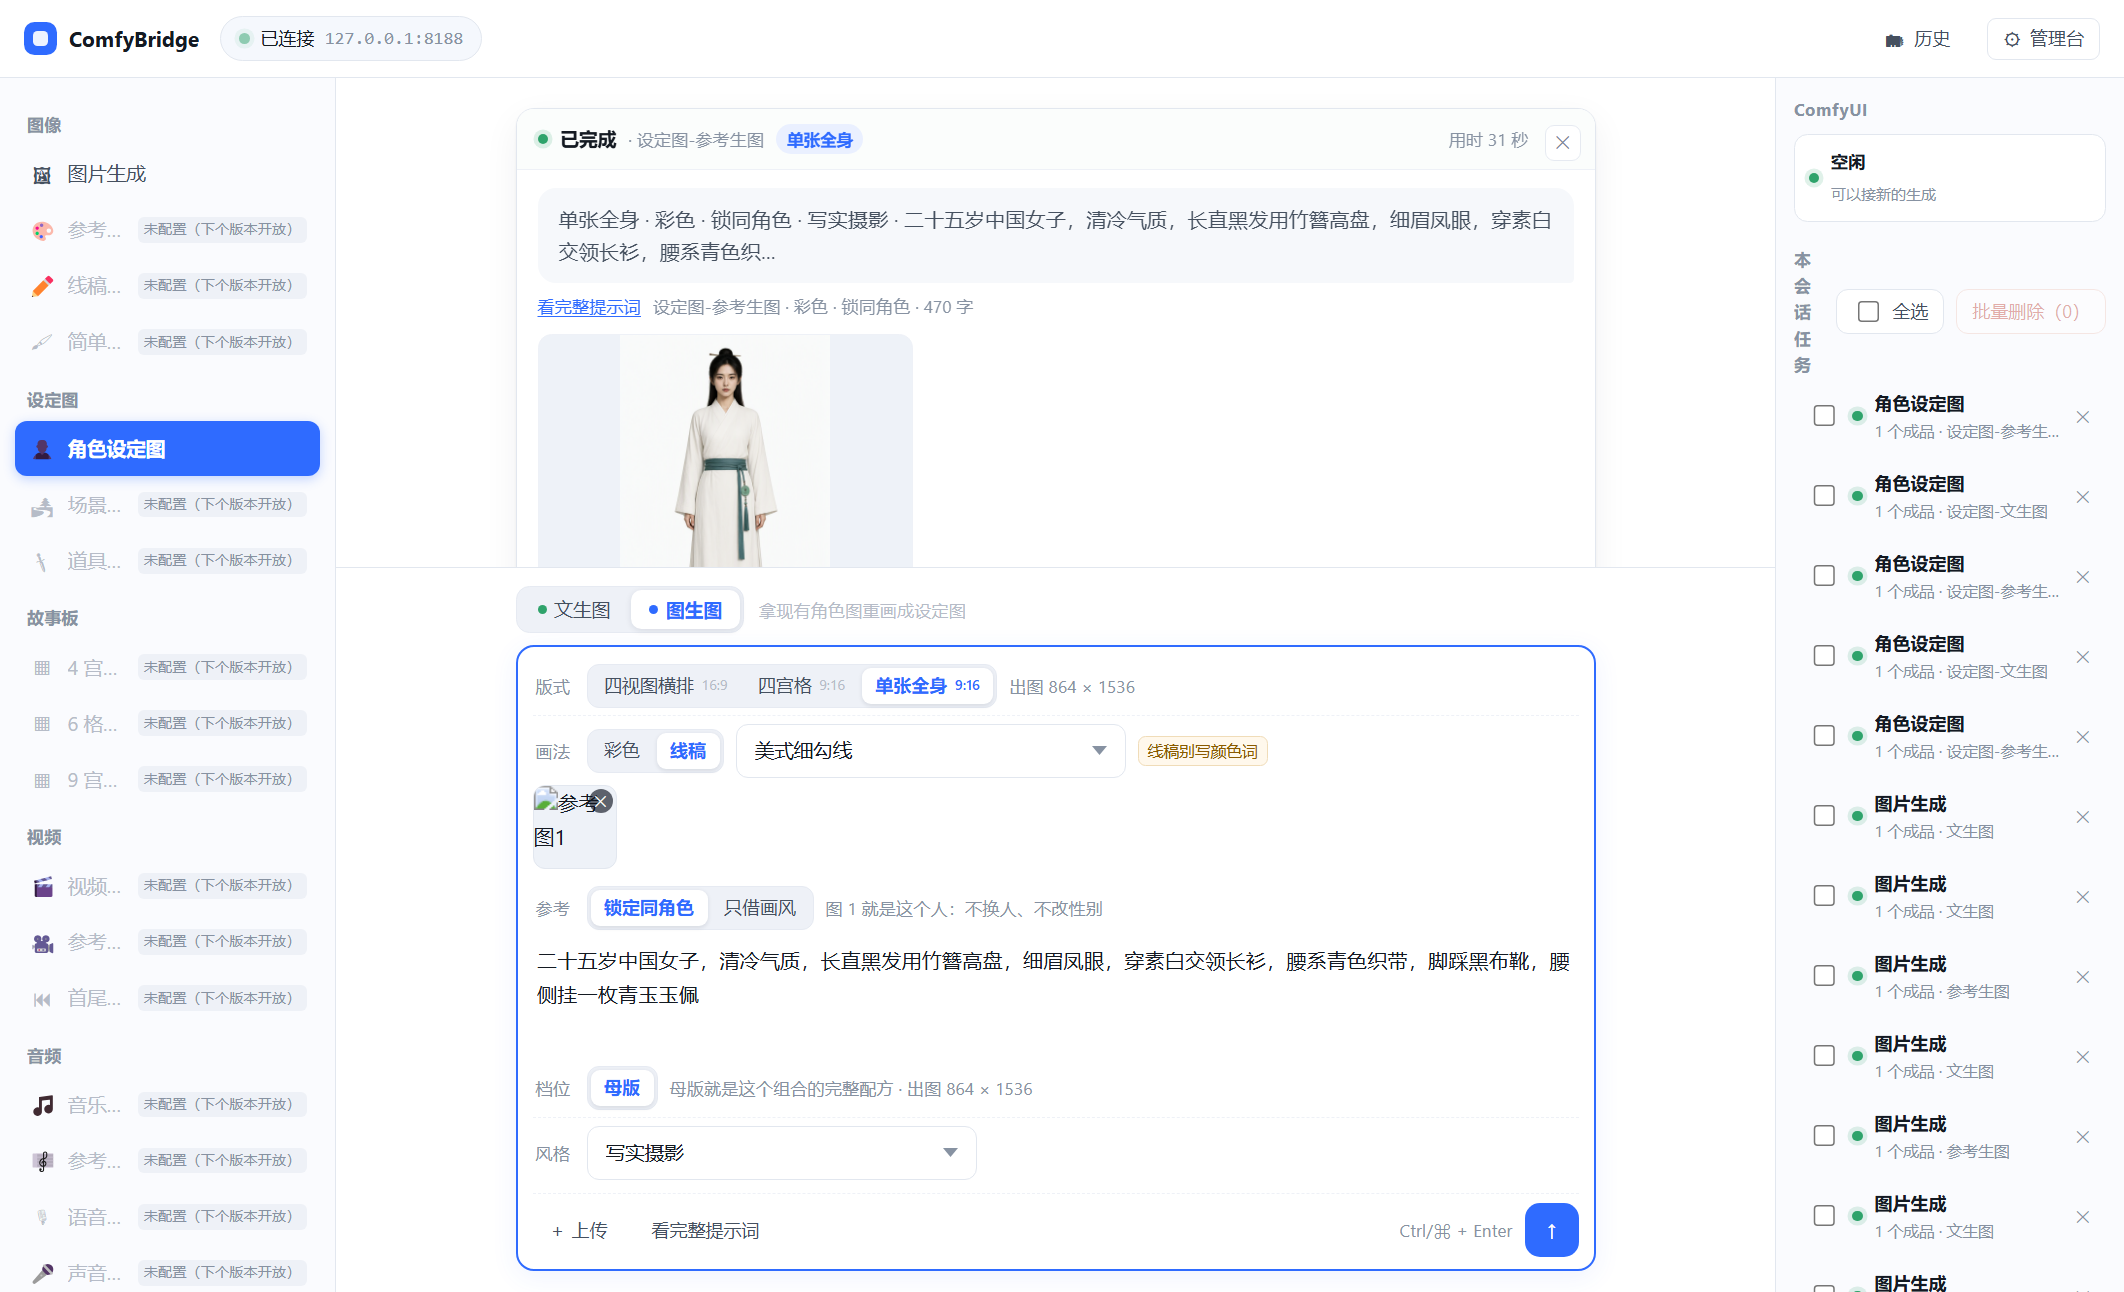 ComfyBridge
已连接 127.0.0.1:8188
历史
管理台
图像
图片生成
参考... 未配置（下个版本开放）
线稿... 未配置（下个版本开放）
简单... 未配置（下个版本开放）
设定图
角色设定图
场景... 未配置（下个版本开放）
道具... 未配置（下个版本开放）
故事板
4 宫... 未配置（下个版本开放）
6 格... 未配置（下个版本开放）
9 宫... 未配置（下个版本开放）
视频
视频... 未配置（下个版本开放）
参考... 未配置（下个版本开放）
首尾... 未配置（下个版本开放）
音频
音乐... 未配置（下个版本开放）
参考... 未配置（下个版本开放）
语音... 未配置（下个版本开放）
声音... 未配置（下个版本开放）
已完成 · 设定图-参考生图 单张全身 用时 31 秒
单张全身 · 彩色 · 锁同角色 · 写实摄影 · 二十五岁中国女子，清冷气质，长直黑发用竹簪高盘，细眉凤眼，穿素白
交领长衫，腰系青色织...
看完整提示词 设定图-参考生图 · 彩色 · 锁同角色 · 470 字
文生图 图生图 拿现有角色图重画成设定图
版式 四视图横排 16:9 四宫格 9:16 单张全身 9:16 出图 864 × 1536
画法 彩色 线稿 美式细勾线 线稿别写颜色词
参考
图1
参考 锁定同角色 只借画风 图 1 就是这个人：不换人、不改性别
二十五岁中国女子，清冷气质，长直黑发用竹簪高盘，细眉凤眼，穿素白交领长衫，腰系青色织带，脚踩黑布靴，腰
侧挂一枚青玉玉佩
档位 母版 母版就是这个组合的完整配方 · 出图 864 × 1536
风格 写实摄影
+ 上传 看完整提示词 Ctrl/⌘ + Enter ↑
ComfyUI
空闲
可以接新的生成
本会话任务
全选 批量删除（0）
角色设定图
1 个成品 · 设定图-参考生...
角色设定图
1 个成品 · 设定图-文生图
角色设定图
1 个成品 · 设定图-参考生...
角色设定图
1 个成品 · 设定图-文生图
角色设定图
1 个成品 · 设定图-参考生...
图片生成
1 个成品 · 文生图
图片生成
1 个成品 · 文生图
图片生成
1 个成品 · 参考生图
图片生成
1 个成品 · 文生图
图片生成
1 个成品 · 参考生图
图片生成
1 个成品 · 文生图
图片生成